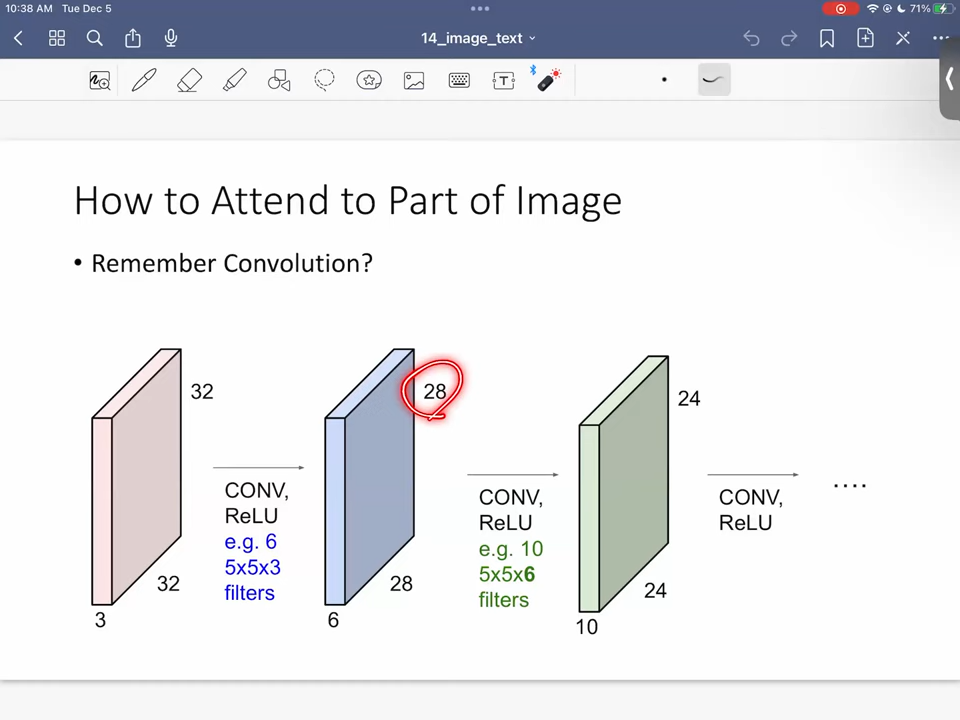 10:38 AM Tue Dec 5
71%
14_image_text
T
How to Attend to Part of Image
• Remember Convolution?
32
28
24
CONV,
ReLU
e.g. 6
5x5x3
filters
CONV,
ReLU
e.g. 10
5x5x6
filters
CONV,
ReLU
....
32
28
24
3
6
10